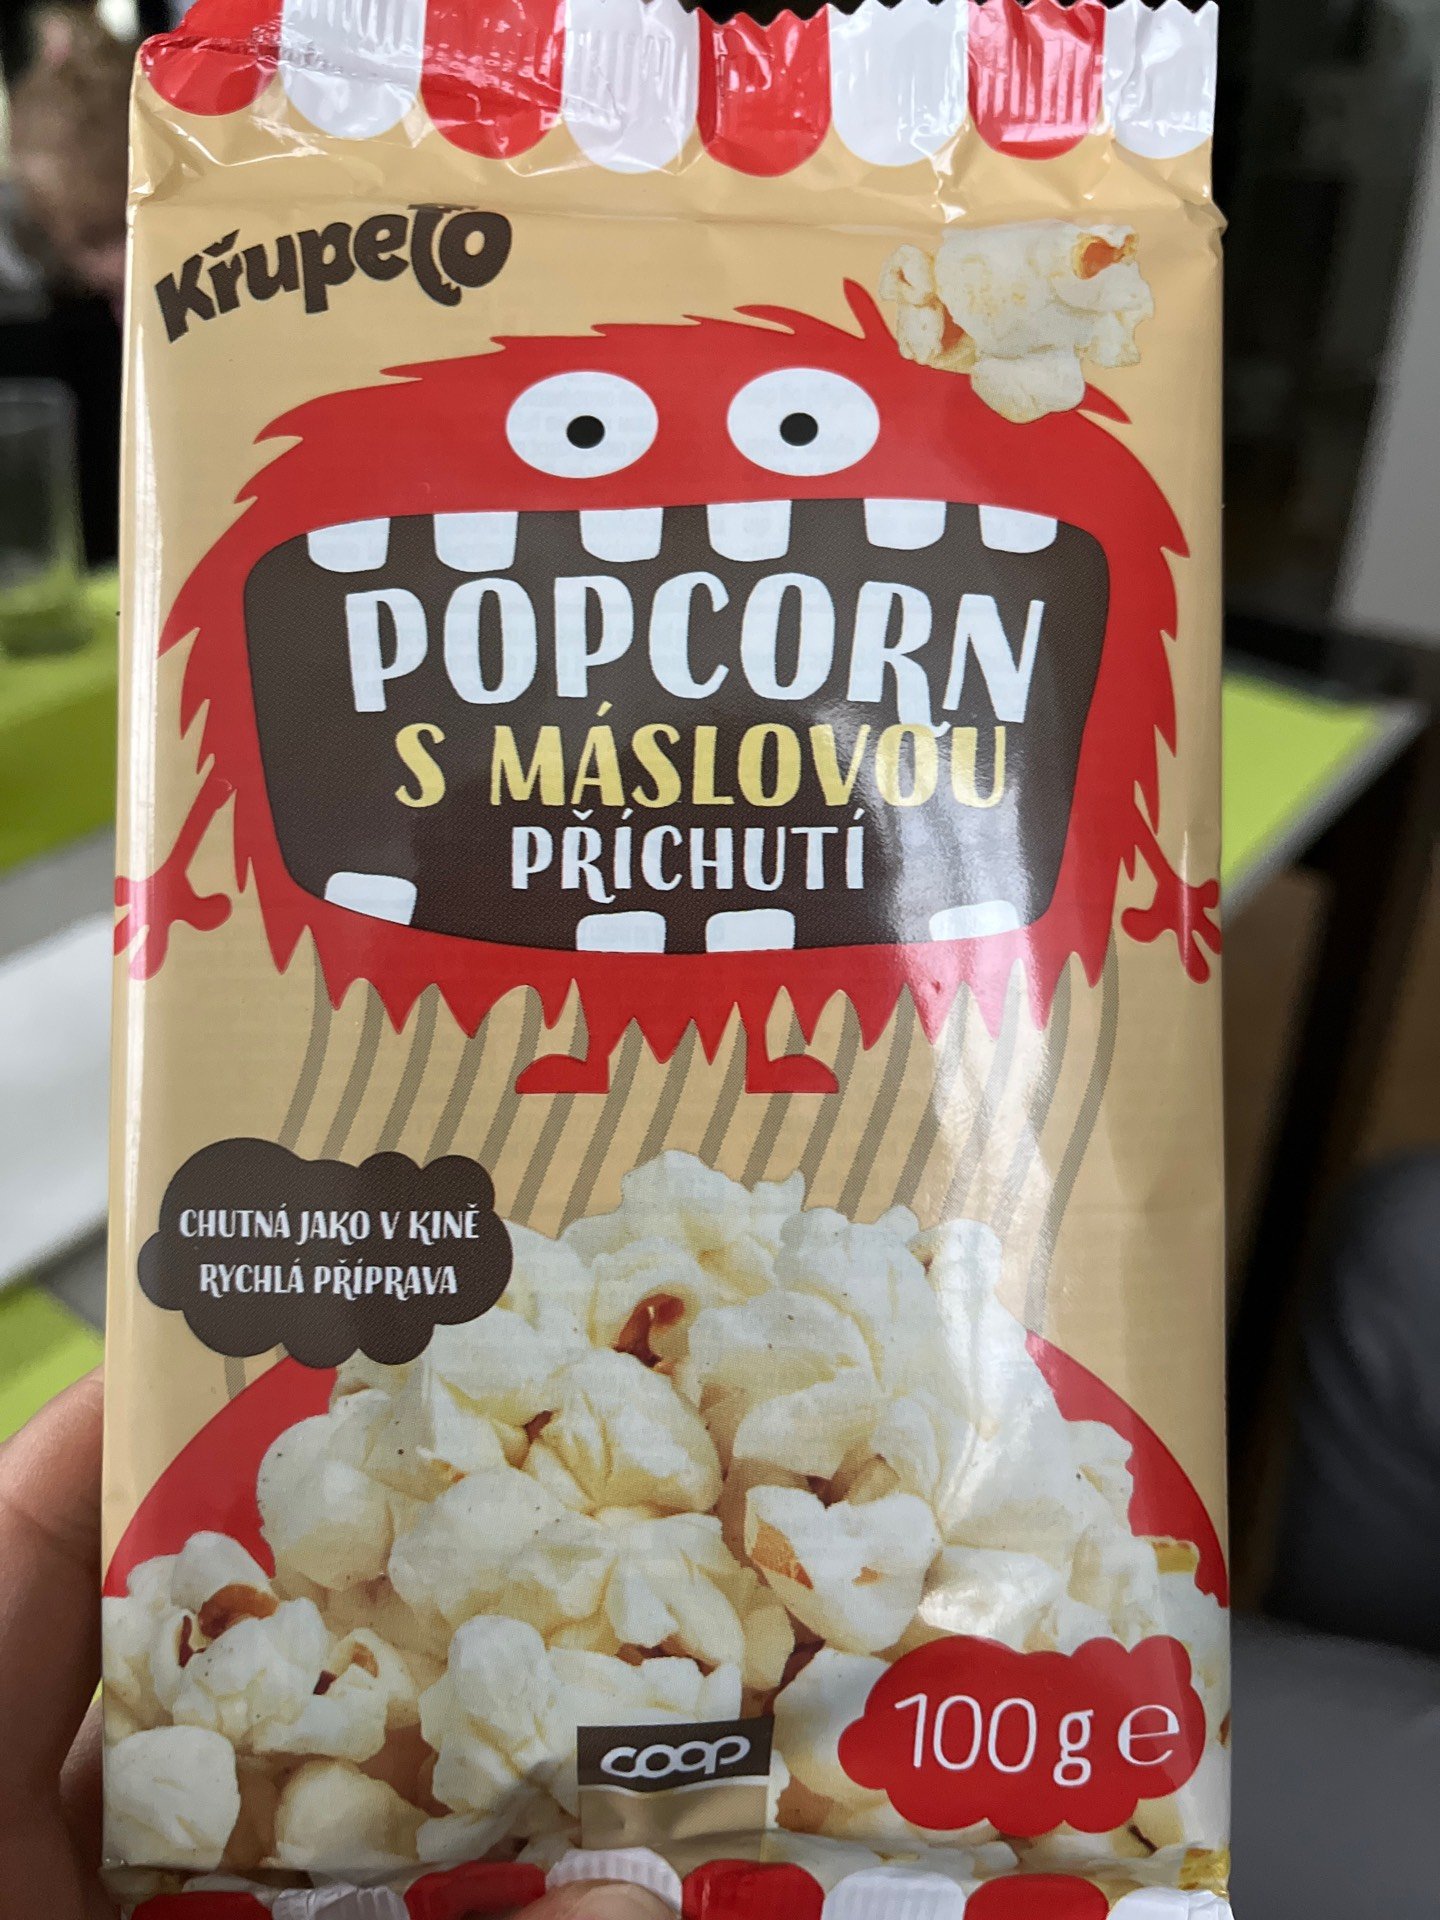 Křupeto
POPCORN
S MÁSLOVOU
PŘÍCHUTÍ
CHUTNÁ JAKO V KINĚ
RYCHLÁ PŘÍPRAVA
coop
100 g e